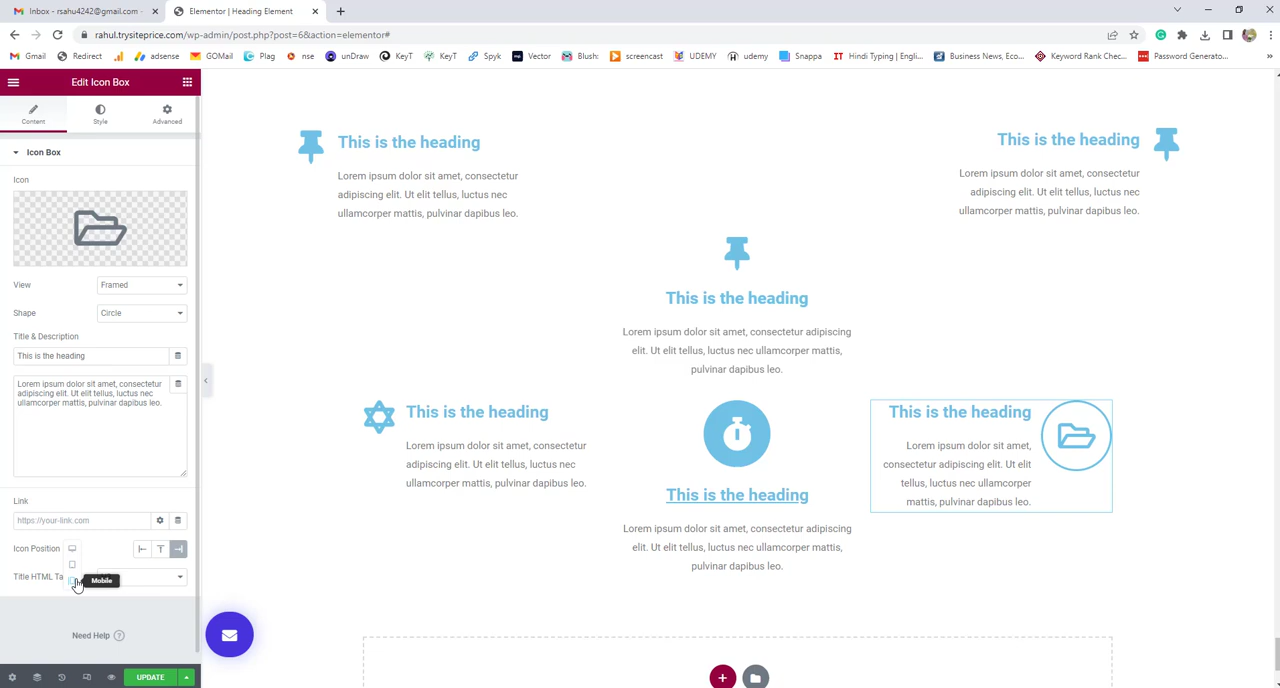 Inbox - rsahu4242@gmail.com -
Elementor | Heading Element
rahul.trysiteprice.com/wp-admin/post.php?post=6&action=elementor#
Gmail
Redirect
adsense
GOMail
Plag
nse
unDraw
KeyT
KeyT
Spyk
Vector
Blush:
screencast
UDEMY
udemy
Snappa
Hindi Typing | Engli...
Business News, Eco...
Keyword Rank Chec...
Password Generato...
Edit Icon Box
Content
Style
Advanced
Icon Box
Icon
View
Framed
Shape
Circle
Title & Description
This is the heading
Lorem ipsum dolor sit amet, consectetur
adipiscing elit. Ut elit tellus, luctus nec
ullamcorper mattis, pulvinar dapibus leo.
Link
https://your-link.com
Icon Position
Title HTML Ta
Mobile
Need Help
UPDATE
This is the heading
Lorem ipsum dolor sit amet, consectetur
adipiscing elit. Ut elit tellus, luctus nec
ullamcorper mattis, pulvinar dapibus leo.
This is the heading
Lorem ipsum dolor sit amet, consectetur
adipiscing elit. Ut elit tellus, luctus nec
ullamcorper mattis, pulvinar dapibus leo.
This is the heading
Lorem ipsum dolor sit amet, consectetur adipiscing
elit. Ut elit tellus, luctus nec ullamcorper mattis,
pulvinar dapibus leo.
This is the heading
Lorem ipsum dolor sit amet, consectetur
adipiscing elit. Ut elit tellus, luctus nec
ullamcorper mattis, pulvinar dapibus leo.
This is the heading
Lorem ipsum dolor sit amet, consectetur adipiscing
elit. Ut elit tellus, luctus nec ullamcorper mattis,
pulvinar dapibus leo.
This is the heading
Lorem ipsum dolor sit amet,
consectetur adipiscing elit. Ut elit
tellus, luctus nec ullamcorper
mattis, pulvinar dapibus leo.